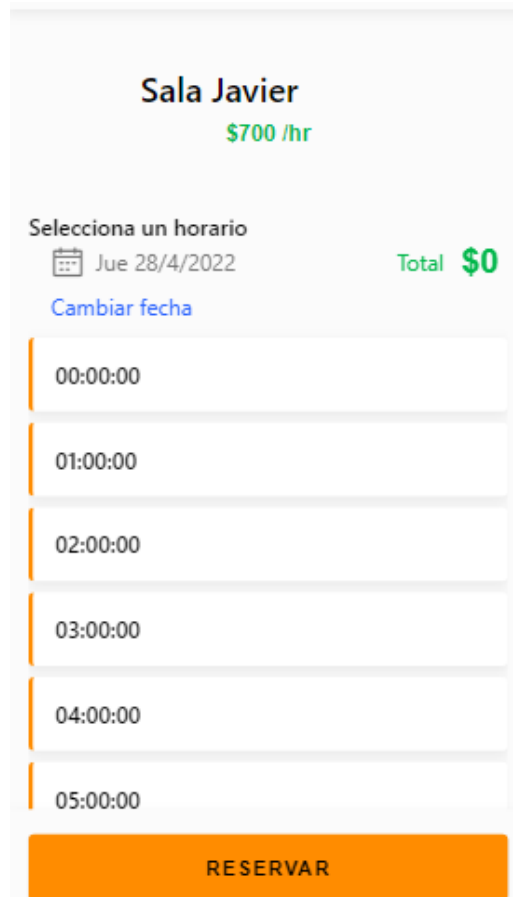 Sala Javier
$700 /hr
Selecciona un horario
Jue 28/4/2022 Total $0
Cambiar fecha
00:00:00
01:00:00
02:00:00
03:00:00
04:00:00
05:00:00
RESERVAR